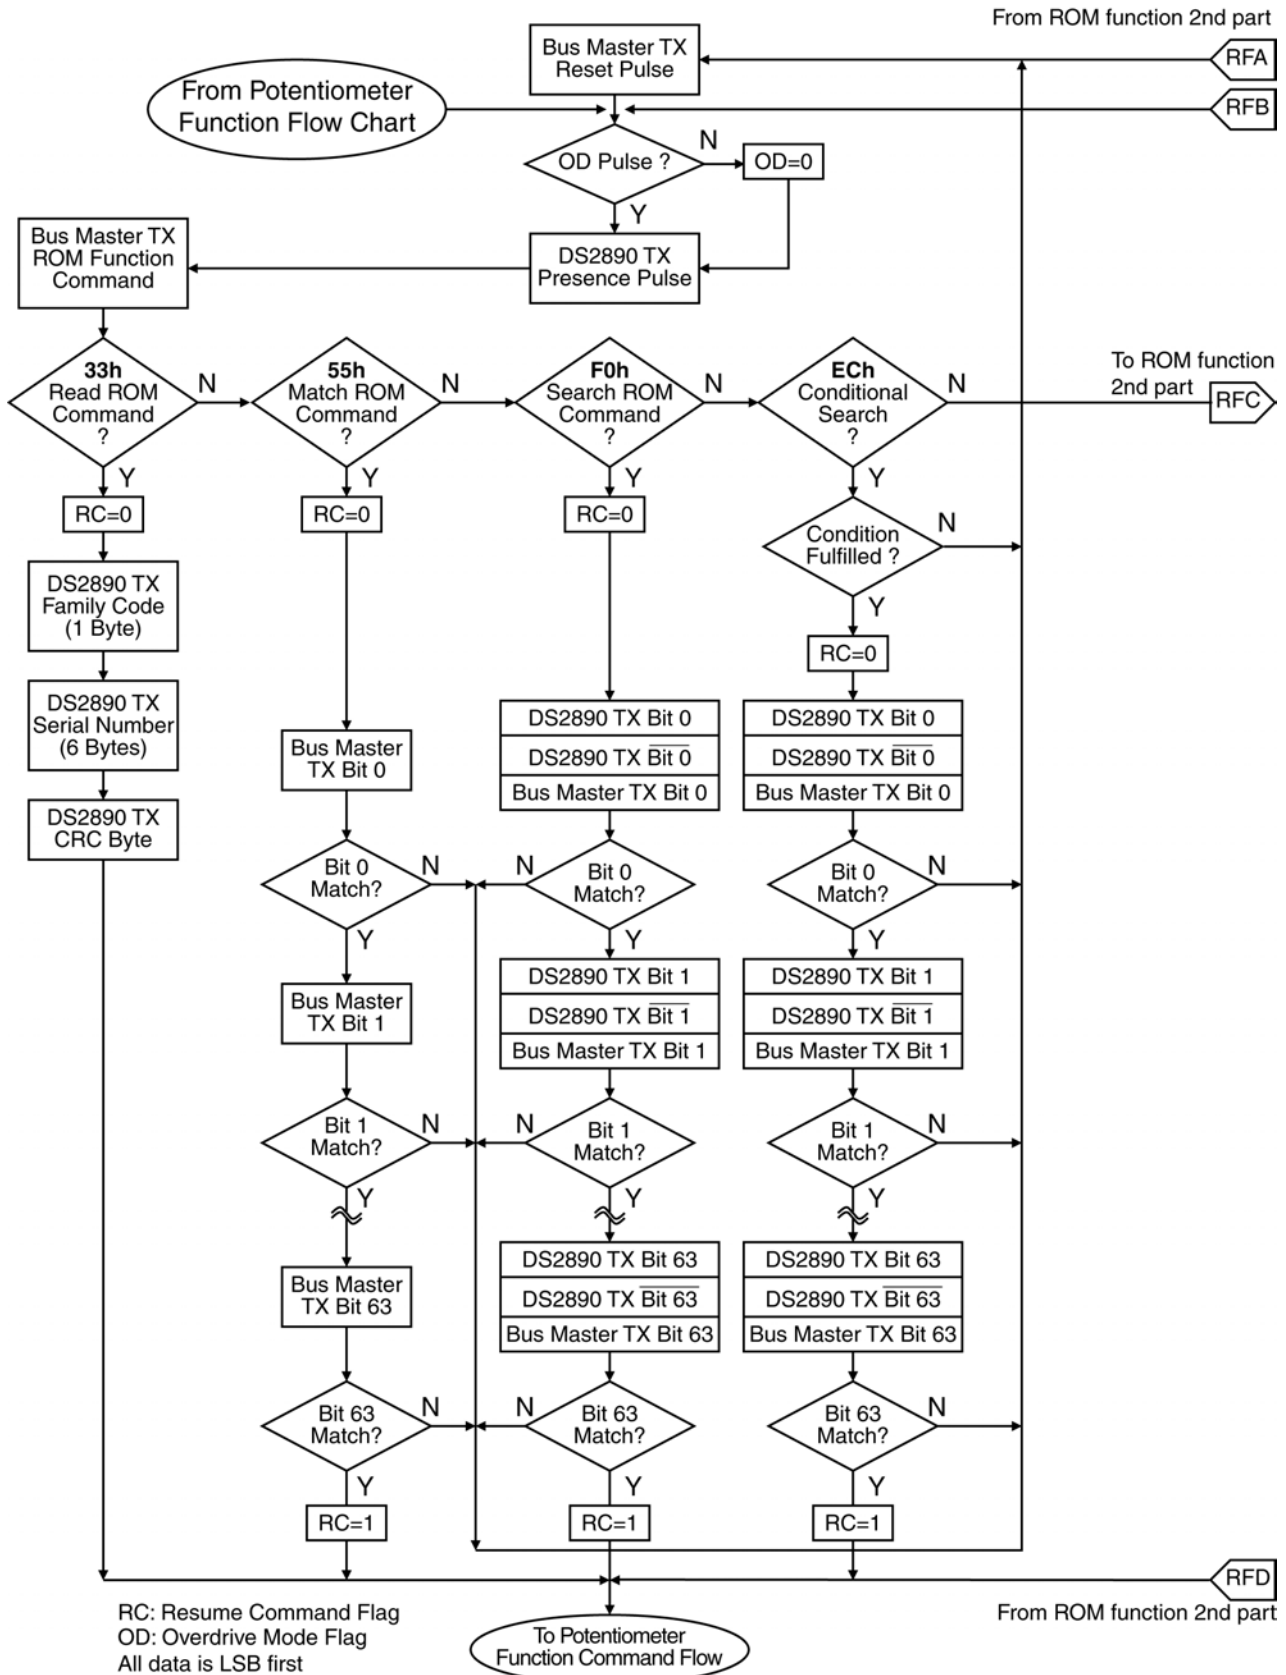 From ROM function 2nd part
Bus Master TX
Reset Pulse
RFA
From Potentiometer
Function Flow Chart
RFB
OD Pulse ?
N
OD=0
Y
Bus Master TX
ROM Function
Command
DS2890 TX
Presence Pulse
33h
Read ROM
Command
?
N
55h
Match ROM
Command
?
N
F0h
Search ROM
Command
?
N
ECh
Conditional
Search
?
N
To ROM function
2nd part
RFC
Y
Y
Y
Y
RC=0
RC=0
RC=0
Condition
Fulfilled ?
N
Y
RC=0
DS2890 TX
Family Code
(1 Byte)
DS2890 TX
Serial Number
(6 Bytes)
DS2890 TX
CRC Byte
Bus Master
TX Bit 0
DS2890 TX Bit 0
DS2890 TX Bit 0
Bus Master TX Bit 0
DS2890 TX Bit 0
DS2890 TX Bit 0
Bus Master TX Bit 0
Bit 0
Match?
N
N
Bit 0
Match?
Bit 0
Match?
N
Y
Y
Y
Bus Master
TX Bit 1
DS2890 TX Bit 1
DS2890 TX Bit 1
Bus Master TX Bit 1
DS2890 TX Bit 1
DS2890 TX Bit 1
Bus Master TX Bit 1
Bit 1
Match?
N
N
Bit 1
Match?
Bit 1
Match?
N
Y
Y
Y
Bus Master
TX Bit 63
DS2890 TX Bit 63
DS2890 TX Bit 63
Bus Master TX Bit 63
DS2890 TX Bit 63
DS2890 TX Bit 63
Bus Master TX Bit 63
Bit 63
Match?
N
N
Bit 63
Match?
Bit 63
Match?
N
Y
Y
Y
RC=1
RC=1
RC=1
RFD
From ROM function 2nd part
RC: Resume Command Flag
OD: Overdrive Mode Flag
All data is LSB first
To Potentiometer
Function Command Flow